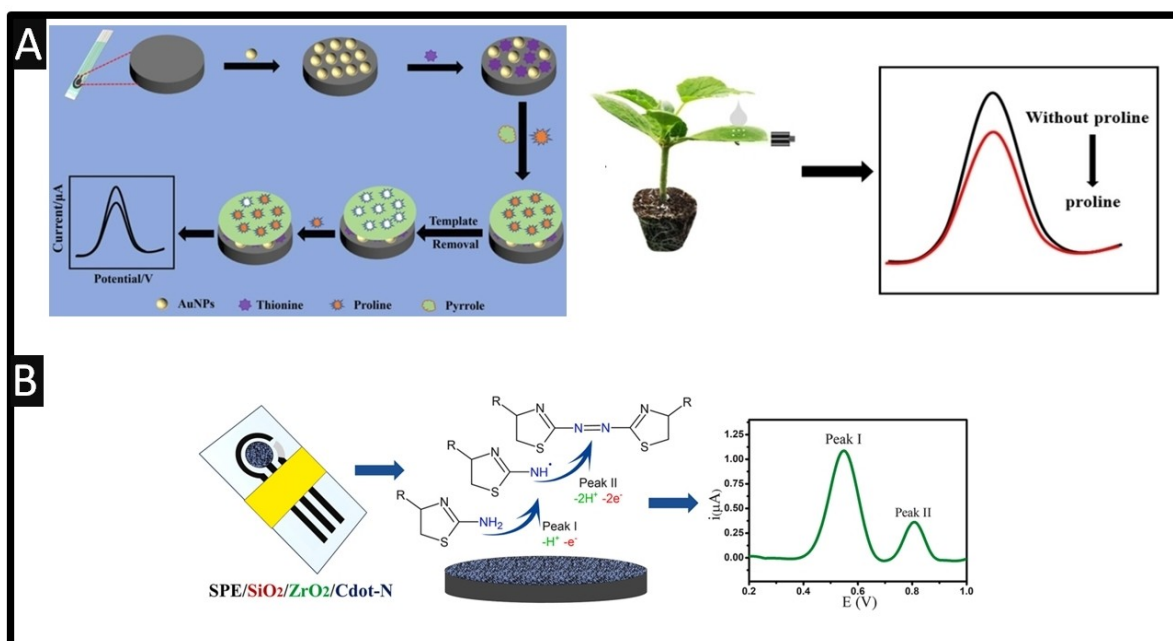 A
Template
Removal
Current/µA
Potential/V
AuNPs Thionine Proline Pyrrole
Without proline
proline
B
SPE/SiO₂/ZrO₂/Cdot-N
R
N
S
NH₂
Peak I
-H⁺ -e⁻
R
N
S
NH•
Peak II
-2H⁺ -2e⁻
R
N
S
N=N
N
S
R
i(µA)
1.25
1.00
0.75
0.50
0.25
0.00
Peak I
Peak II
0.2 0.4 0.6 0.8 1.0
E (V)